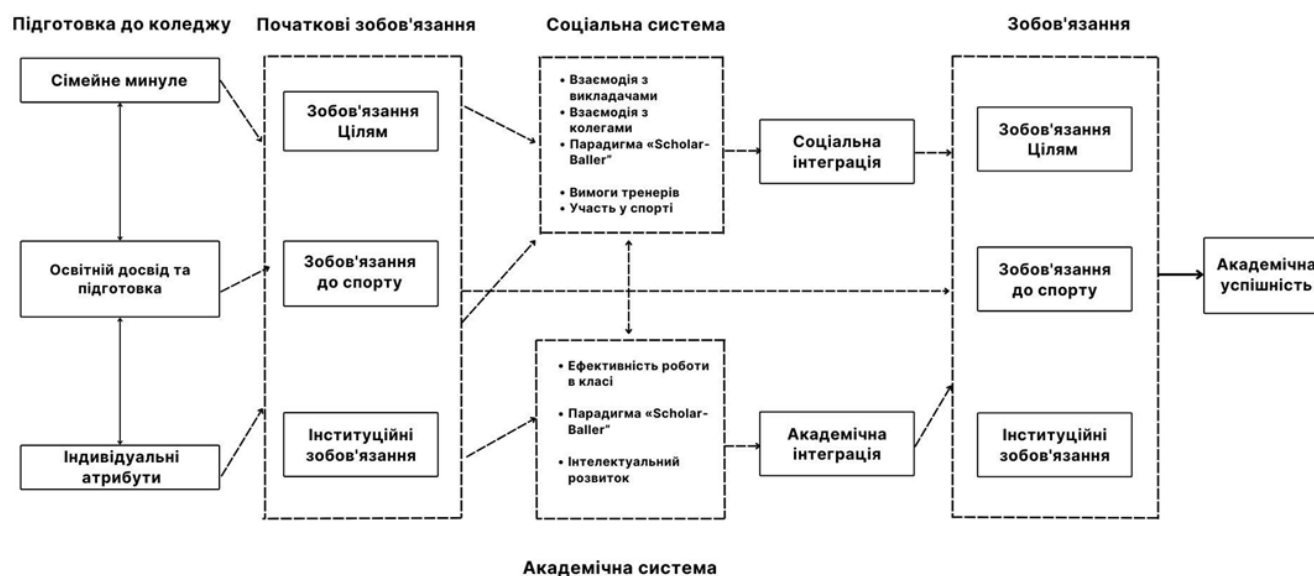 Підготовка до коледжу
Початкові зобов'язання
Соціальна система
Зобов'язання
Сімейне минуле
Освітній досвід та
підготовка
Індивідуальні
атрибути
Зобов'язання
Цілям
Зобов'язання
до спорту
Інституційні
зобов'язання
• Взаємодія з
викладачами
• Взаємодія з
колегами
• Парадигма «Scholar-
Baller”
• Вимоги тренерів
• Участь у спорті
• Ефективність роботи
в класі
• Парадигма «Scholar-
Baller”
• Інтелектуальний
розвиток
Академічна система
Соціальна
інтеграція
Академічна
інтеграція
Зобов'язання
Цілям
Зобов'язання
до спорту
Інституційні
зобов'язання
Академічна
успішність